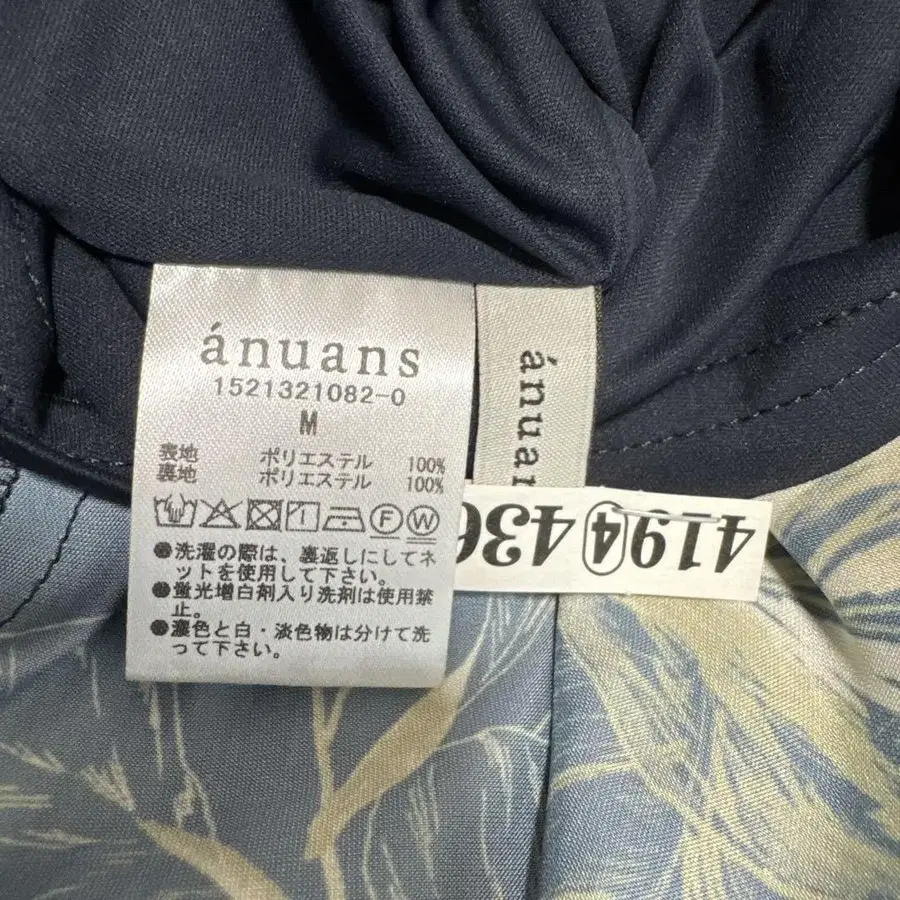 ánuans
1521321082-0
M
表地 ポリエステル 100%
裏地 ポリエステル 100%
F W
●洗濯の際は、裏返しにしてネ
ットを使用して下さい。
●蛍光増白剤入り洗剤は使用禁
止。
●濃色と白・淡色物は分けて洗
って下さい。
ánuan
4194④436